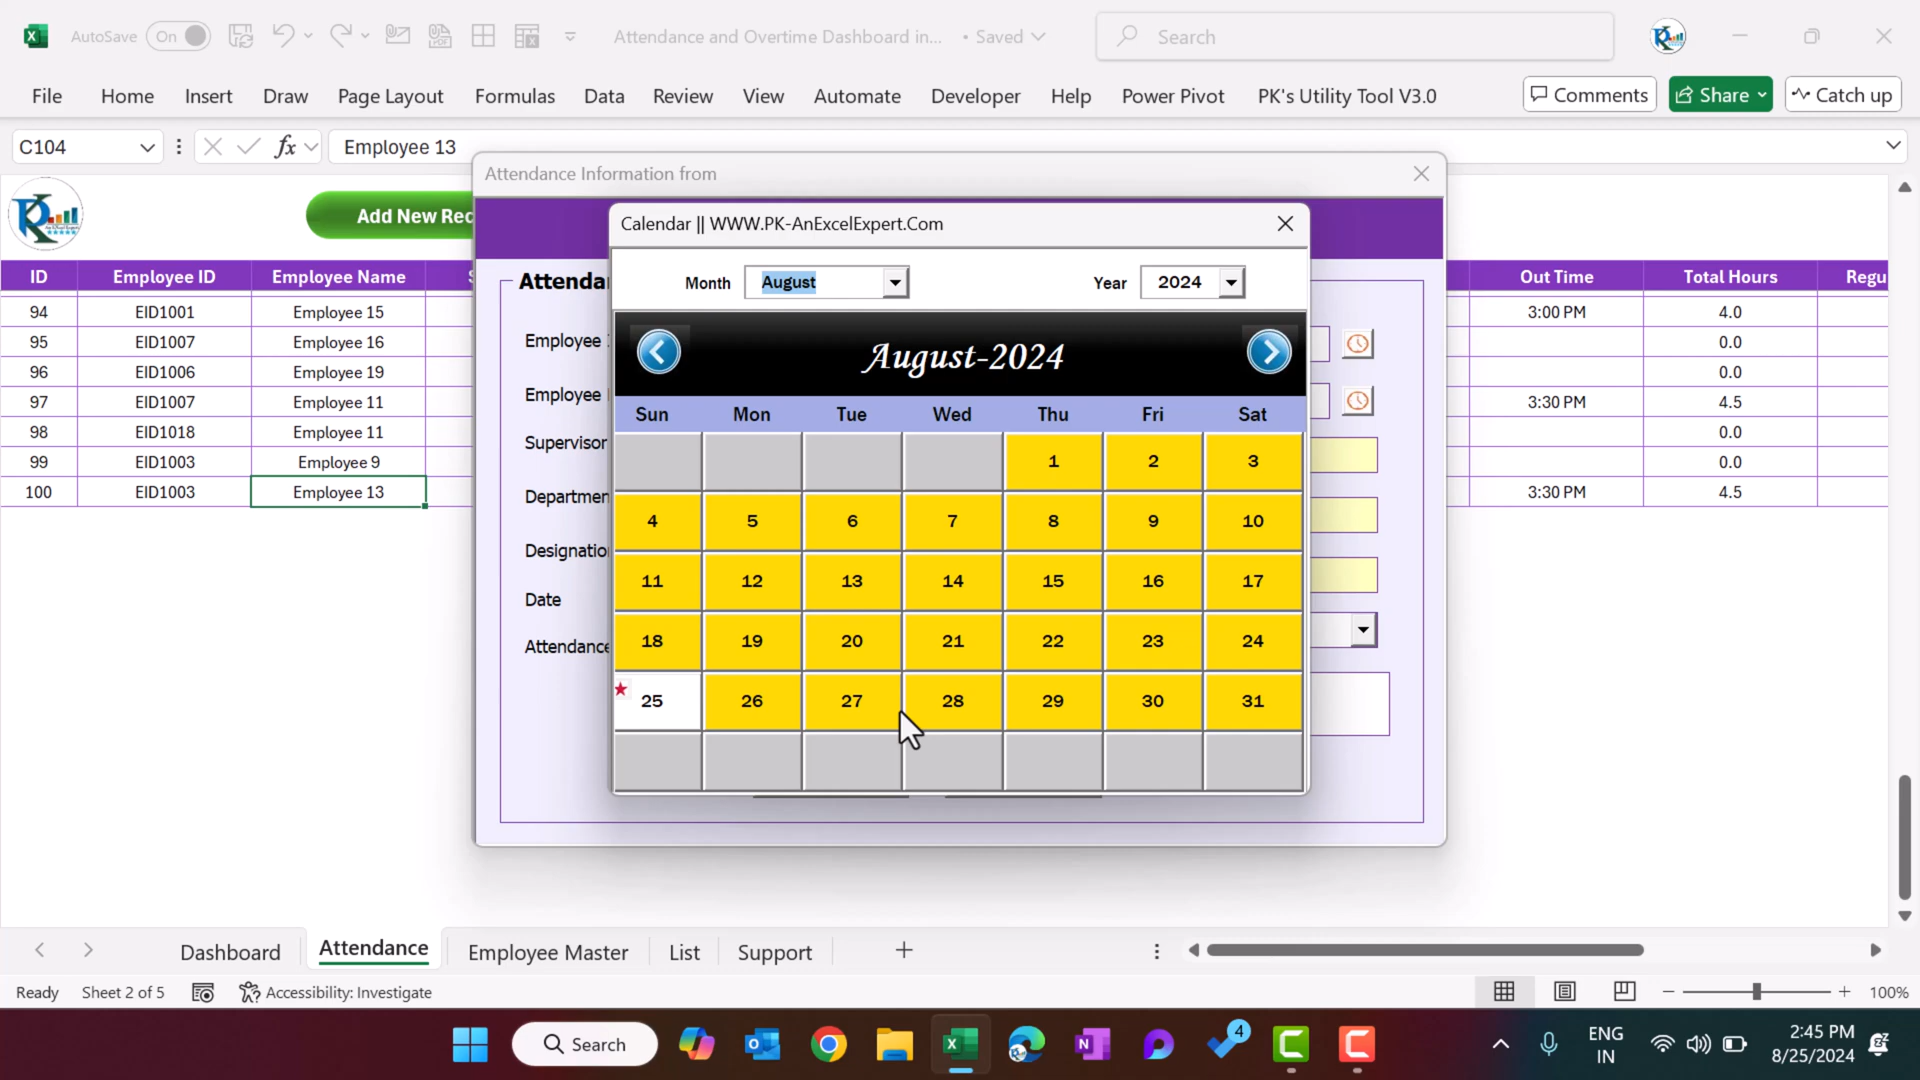 AutoSave On Attendance and Overtime Dashboard in... • Saved Search
File Home Insert Draw Page Layout Formulas Data Review View Automate Developer Help Power Pivot PK's Utility Tool V3.0 Comments Share Catch up
C104 fx Employee 13
Attendance Information from
Add New Rec
Calendar || WWW.PK-AnExcelExpert.Com
ID Employee ID Employee Name S Out Time Total Hours Regu
94 EID1001 Employee 15 3:00 PM 4.0
95 EID1007 Employee 16 0.0
96 EID1006 Employee 19 0.0
97 EID1007 Employee 11 3:30 PM 4.5
98 EID1018 Employee 11 0.0
99 EID1003 Employee 9 0.0
100 EID1003 Employee 13 3:30 PM 4.5
Attenda
Employee
Employee
Supervisor
Departmen
Designatio
Date
Attendance
Month August Year 2024
August-2024
Sun Mon Tue Wed Thu Fri Sat
1 2 3
4 5 6 7 8 9 10
11 12 13 14 15 16 17
18 19 20 21 22 23 24
25 26 27 28 29 30 31
Dashboard Attendance Employee Master List Support
Ready Sheet 2 of 5 Accessibility: Investigate 100%
Search 4 ENG 2:45 PM
IN 8/25/2024